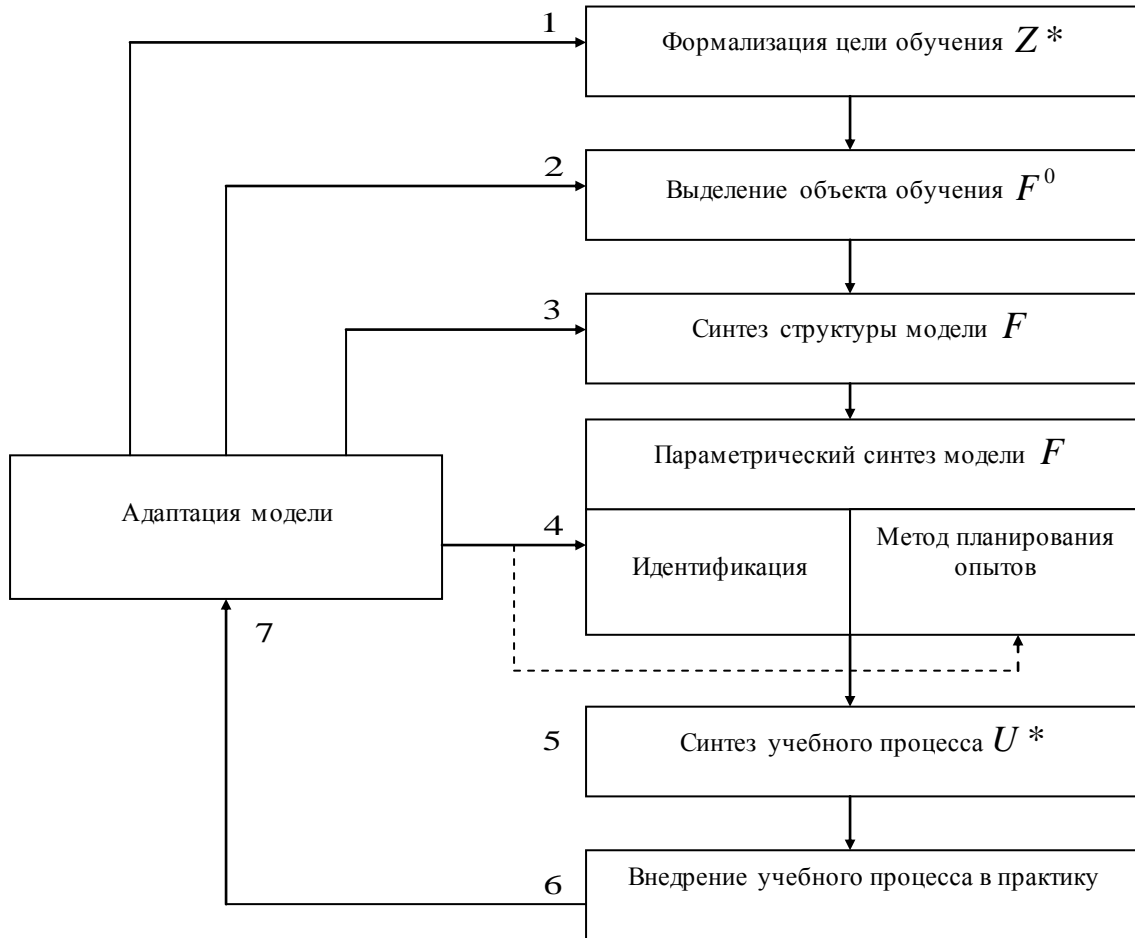 1
Формализация цели обучения Z *
2
Выделение объекта обучения F 0
3
Синтез структуры модели F
Параметрический синтез модели F
Адаптация модели
4
Идентификация
Метод планирования
опытов
7
5
Синтез учебного процесса U *
6
Внедрение учебного процесса в практику